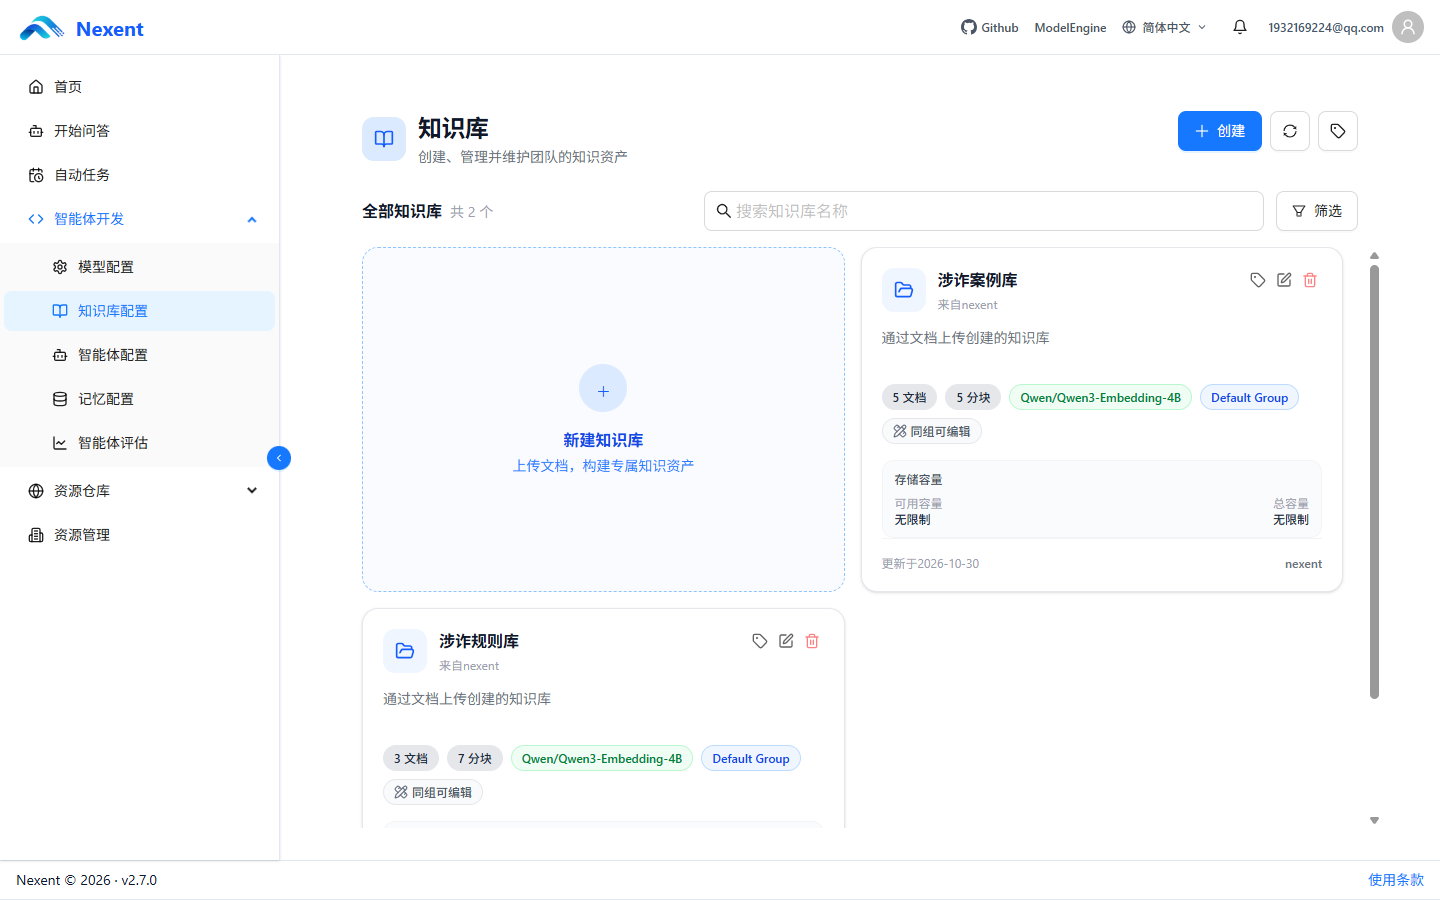 Nexent
Github
ModelEngine
简体中文
1932169224@qq.com
首页
开始问答
自动任务
智能体开发
模型配置
知识库配置
智能体配置
记忆配置
智能体评估
资源仓库
资源管理
知识库
创建、管理并维护团队的知识资产
创建
全部知识库 共 2 个
搜索知识库名称
筛选
新建知识库
上传文档，构建专属知识资产
涉诈案例库
来自nexent
通过文档上传创建的知识库
5 文档 5 分块 Qwen/Qwen3-Embedding-4B Default Group
同组可编辑
存储容量
可用容量 总容量
无限制 无限制
更新于2026-10-30 nexent
涉诈规则库
来自nexent
通过文档上传创建的知识库
3 文档 7 分块 Qwen/Qwen3-Embedding-4B Default Group
同组可编辑
Nexent © 2026 · v2.7.0
使用条款